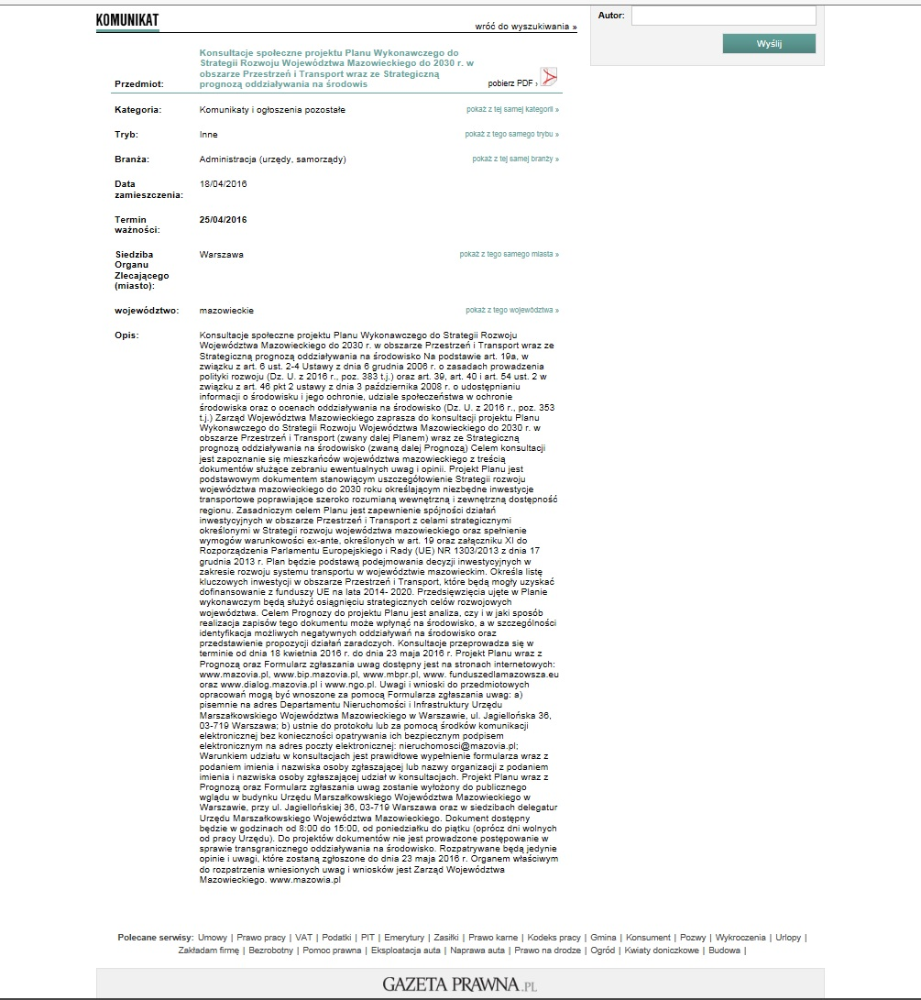 KOMUNIKAT
wróć do wyszukiwania »
Autor:
Wyślij
Przedmiot:
Konsultacje społeczne projektu Planu Wykonawczego do
Strategii Rozwoju Województwa Mazowieckiego do 2030 r. w
obszarze Przestrzeń i Transport wraz ze Strategiczną
prognozą oddziaływania na środowis
pobierz PDF ›
Kategoria: Komunikaty i ogłoszenia pozostałe pokaż z tej samej kategorii »
Tryb: Inne pokaż z tego samego trybu »
Branża: Administracja (urzędy, samorządy) pokaż z tej samej branży »
Data
zamieszczenia:
18/04/2016
Termin
ważności:
25/04/2016
Siedziba
Organu
Zlecającego
(miasto):
Warszawa pokaż z tego samego miasta »
województwo: mazowieckie pokaż z tego województwa »
Opis:
Konsultacje społeczne projektu Planu Wykonawczego do Strategii Rozwoju
Województwa Mazowieckiego do 2030 r. w obszarze Przestrzeń i Transport wraz ze
Strategiczną prognozą oddziaływania na środowisko Na podstawie art. 19a, w
związku z art. 6 ust. 2-4 Ustawy z dnia 6 grudnia 2006 r. o zasadach prowadzenia
polityki rozwoju (Dz. U. z 2016 r., poz. 383 t.j.) oraz art. 39, art. 40 i art. 54 ust. 2 w
związku z art. 46 pkt 2 ustawy z dnia 3 października 2008 r. o udostępnianiu
informacji o środowisku i jego ochronie, udziale społeczeństwa w ochronie
środowiska oraz o ocenach oddziaływania na środowisko (Dz. U. z 2016 r., poz. 353
t.j.) Zarząd Województwa Mazowieckiego zaprasza do konsultacji projektu Planu
Wykonawczego do Strategii Rozwoju Województwa Mazowieckiego do 2030 r. w
obszarze Przestrzeń i Transport (zwany dalej Planem) wraz ze Strategiczną
prognozą oddziaływania na środowisko (zwaną dalej Prognozą) Celem konsultacji
jest zapoznanie się mieszkańców województwa mazowieckiego z treścią
dokumentów służące zebraniu ewentualnych uwag i opinii. Projekt Planu jest
podstawowym dokumentem stanowiącym uszczegółowienie Strategii rozwoju
województwa mazowieckiego do 2030 roku określającym niezbędne inwestycje
transportowe poprawiające szeroko rozumianą wewnętrzną i zewnętrzną dostępność
regionu. Zasadniczym celem Planu jest zapewnienie spójności działań
inwestycyjnych w obszarze Przestrzeń i Transport z celami strategicznymi
określonymi w Strategii rozwoju województwa mazowieckiego oraz spełnienie
wymogów warunkowości ex-ante, określonych w art. 19 oraz załączniku XI do
Rozporządzenia Parlamentu Europejskiego i Rady (UE) NR 1303/2013 z dnia 17
grudnia 2013 r. Plan będzie podstawą podejmowania decyzji inwestycyjnych w
zakresie rozwoju systemu transportu w województwie mazowieckim. Określa listę
kluczowych inwestycji w obszarze Przestrzeń i Transport, które będą mogły uzyskać
dofinansowanie z funduszy UE na lata 2014- 2020. Przedsięwzięcia ujęte w Planie
wykonawczym będą służyć osiągnięciu strategicznych celów rozwojowych
województwa. Celem Prognozy do projektu Planu jest analiza, czy i w jaki sposób
realizacja zapisów tego dokumentu może wpłynąć na środowisko, a w szczególności
identyfikacja możliwych negatywnych oddziaływań na środowisko oraz
przedstawienie propozycji działań zaradczych. Konsultacje przeprowadza się w
terminie od dnia 18 kwietnia 2016 r. do dnia 23 maja 2016 r. Projekt Planu wraz z
Prognozą oraz Formularz zgłaszania uwag dostępny jest na stronach internetowych:
www.mazovia.pl, www.bip.mazovia.pl, www.mbpr.pl, www. funduszedlamazowsza.eu
oraz www.dialog.mazovia.pl i www.ngo.pl. Uwagi i wnioski do przedmiotowych
opracowań mogą być wnoszone za pomocą Formularza zgłaszania uwag: a)
pisemnie na adres Departamentu Nieruchomości i Infrastruktury Urzędu
Marszałkowskiego Województwa Mazowieckiego w Warszawie, ul. Jagiellońska 36,
03-719 Warszawa; b) ustnie do protokołu lub za pomocą środków komunikacji
elektronicznej bez konieczności opatrywania ich bezpiecznym podpisem
elektronicznym na adres poczty elektronicznej: nieruchomosci@mazovia.pl;
Warunkiem udziału w konsultacjach jest prawidłowe wypełnienie formularza wraz z
podaniem imienia i nazwiska osoby zgłaszającej lub nazwy organizacji z podaniem
imienia i nazwiska osoby zgłaszającej udział w konsultacjach. Projekt Planu wraz z
Prognozą oraz Formularz zgłaszania uwag zostanie wyłożony do publicznego
wglądu w budynku Urzędu Marszałkowskiego Województwa Mazowieckiego w
Warszawie, przy ul. Jagiellońskiej 36, 03-719 Warszawa oraz w siedzibach delegatur
Urzędu Marszałkowskiego Województwa Mazowieckiego. Dokument dostępny
będzie w godzinach od 8:00 do 15:00, od poniedziałku do piątku (oprócz dni wolnych
od pracy Urzędu). Do projektów dokumentów nie jest prowadzone postępowanie w
sprawie transgranicznego oddziaływania na środowisko. Rozpatrywane będą jedynie
opinie i uwagi, które zostaną zgłoszone do dnia 23 maja 2016 r. Organem właściwym
do rozpatrzenia wniesionych uwag i wniosków jest Zarząd Województwa
Mazowieckiego. www.mazowia.pl
Polecane serwisy: Umowy | Prawo pracy | VAT | Podatki | PIT | Emerytury | Zasiłki | Prawo karne | Kodeks pracy | Gmina | Konsument | Pozwy | Wykroczenia | Urlopy |
Zakładam firmę | Bezrobotny | Pomoc prawna | Eksploatacja auta | Naprawa auta | Prawo na drodze | Ogród | Kwiaty doniczkowe | Budowa |
GAZETA PRAWNA.PL